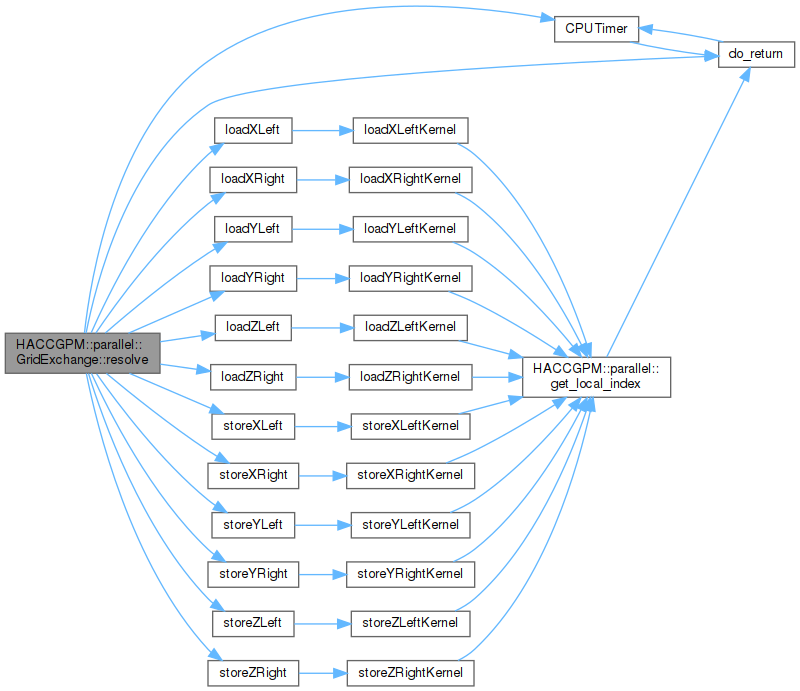 CPUTimer
do_return
loadXLeft
loadXLeftKernel
loadXRight
loadXRightKernel
loadYLeft
loadYLeftKernel
loadYRight
loadYRightKernel
loadZLeft
loadZLeftKernel
HACCGPM::parallel::
GridExchange::resolve
loadZRight
loadZRightKernel
HACCGPM::parallel::
get_local_index
storeXLeft
storeXLeftKernel
storeXRight
storeXRightKernel
storeYLeft
storeYLeftKernel
storeYRight
storeYRightKernel
storeZLeft
storeZLeftKernel
storeZRight
storeZRightKernel